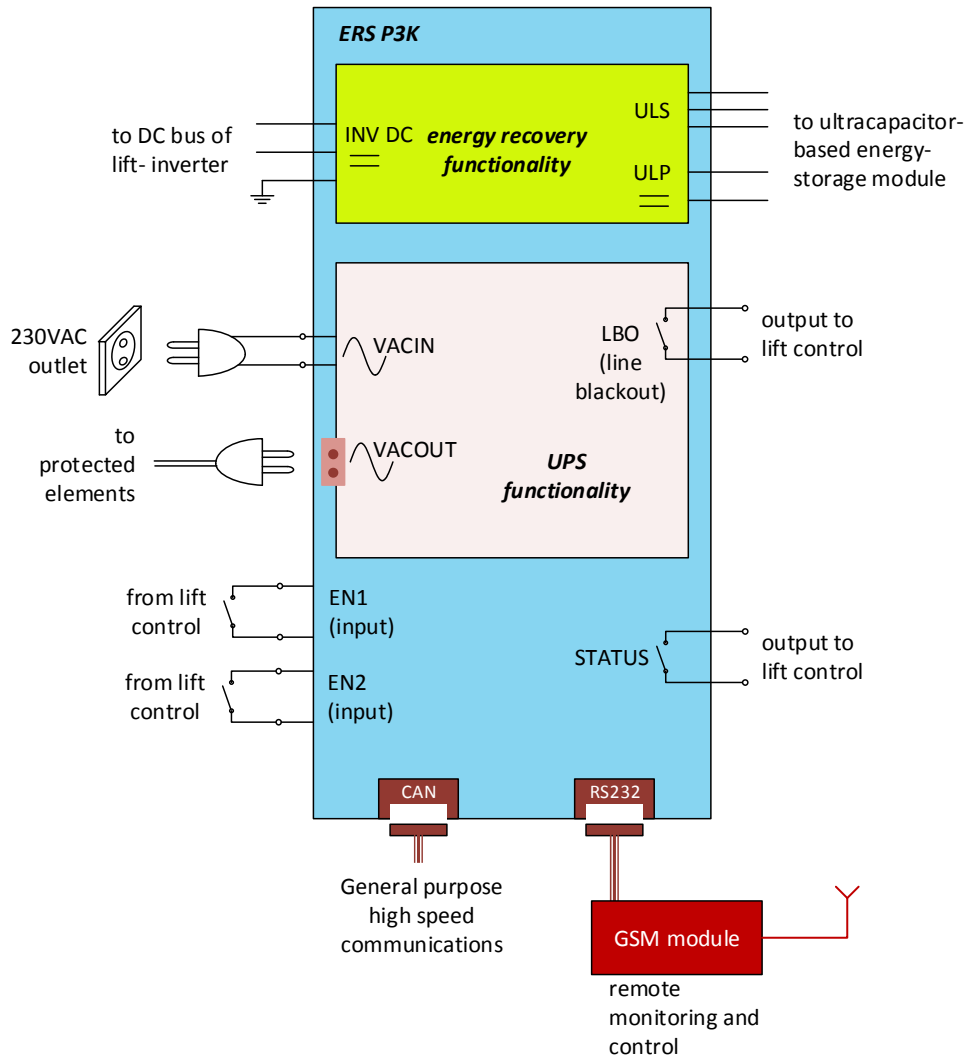 ERS P3K
to DC bus of
lift- inverter
INV DC
energy recovery
functionality
ULS
ULP
to ultracapacitor-
based energy-
storage module
230VAC
outlet
VACIN
LBO
(line
blackout)
output to
lift control
to
protected
elements
VACOUT
UPS
functionality
from lift
control
EN1
(input)
from lift
control
EN2
(input)
STATUS
output to
lift control
CAN
RS232
General purpose
high speed
communications
GSM module
remote
monitoring and
control